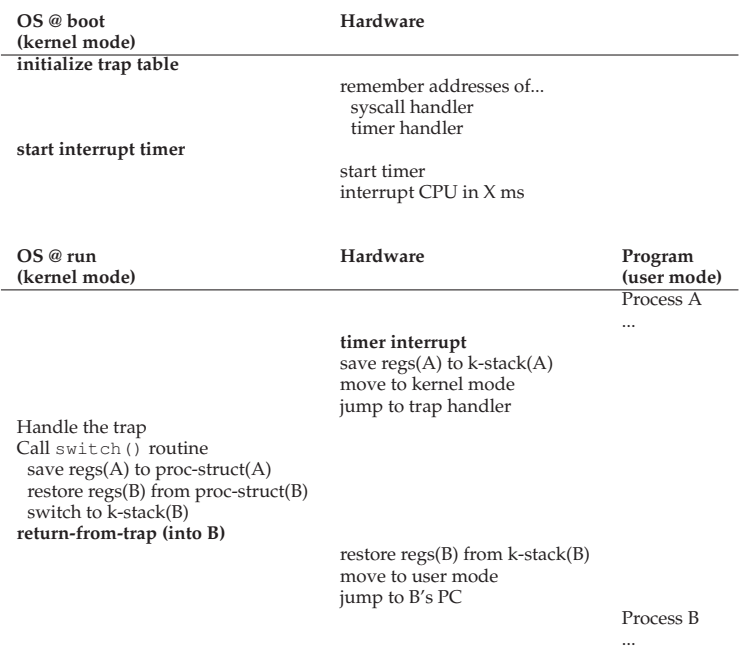 OS @ boot Hardware
(kernel mode)
initialize trap table
remember addresses of...
syscall handler
timer handler
start interrupt timer
start timer
interrupt CPU in X ms
OS @ run Hardware Program
(kernel mode) (user mode)
Process A
...
timer interrupt
save regs(A) to k-stack(A)
move to kernel mode
jump to trap handler
Handle the trap
Call switch() routine
save regs(A) to proc-struct(A)
restore regs(B) from proc-struct(B)
switch to k-stack(B)
return-from-trap (into B)
restore regs(B) from k-stack(B)
move to user mode
jump to B's PC
Process B
...